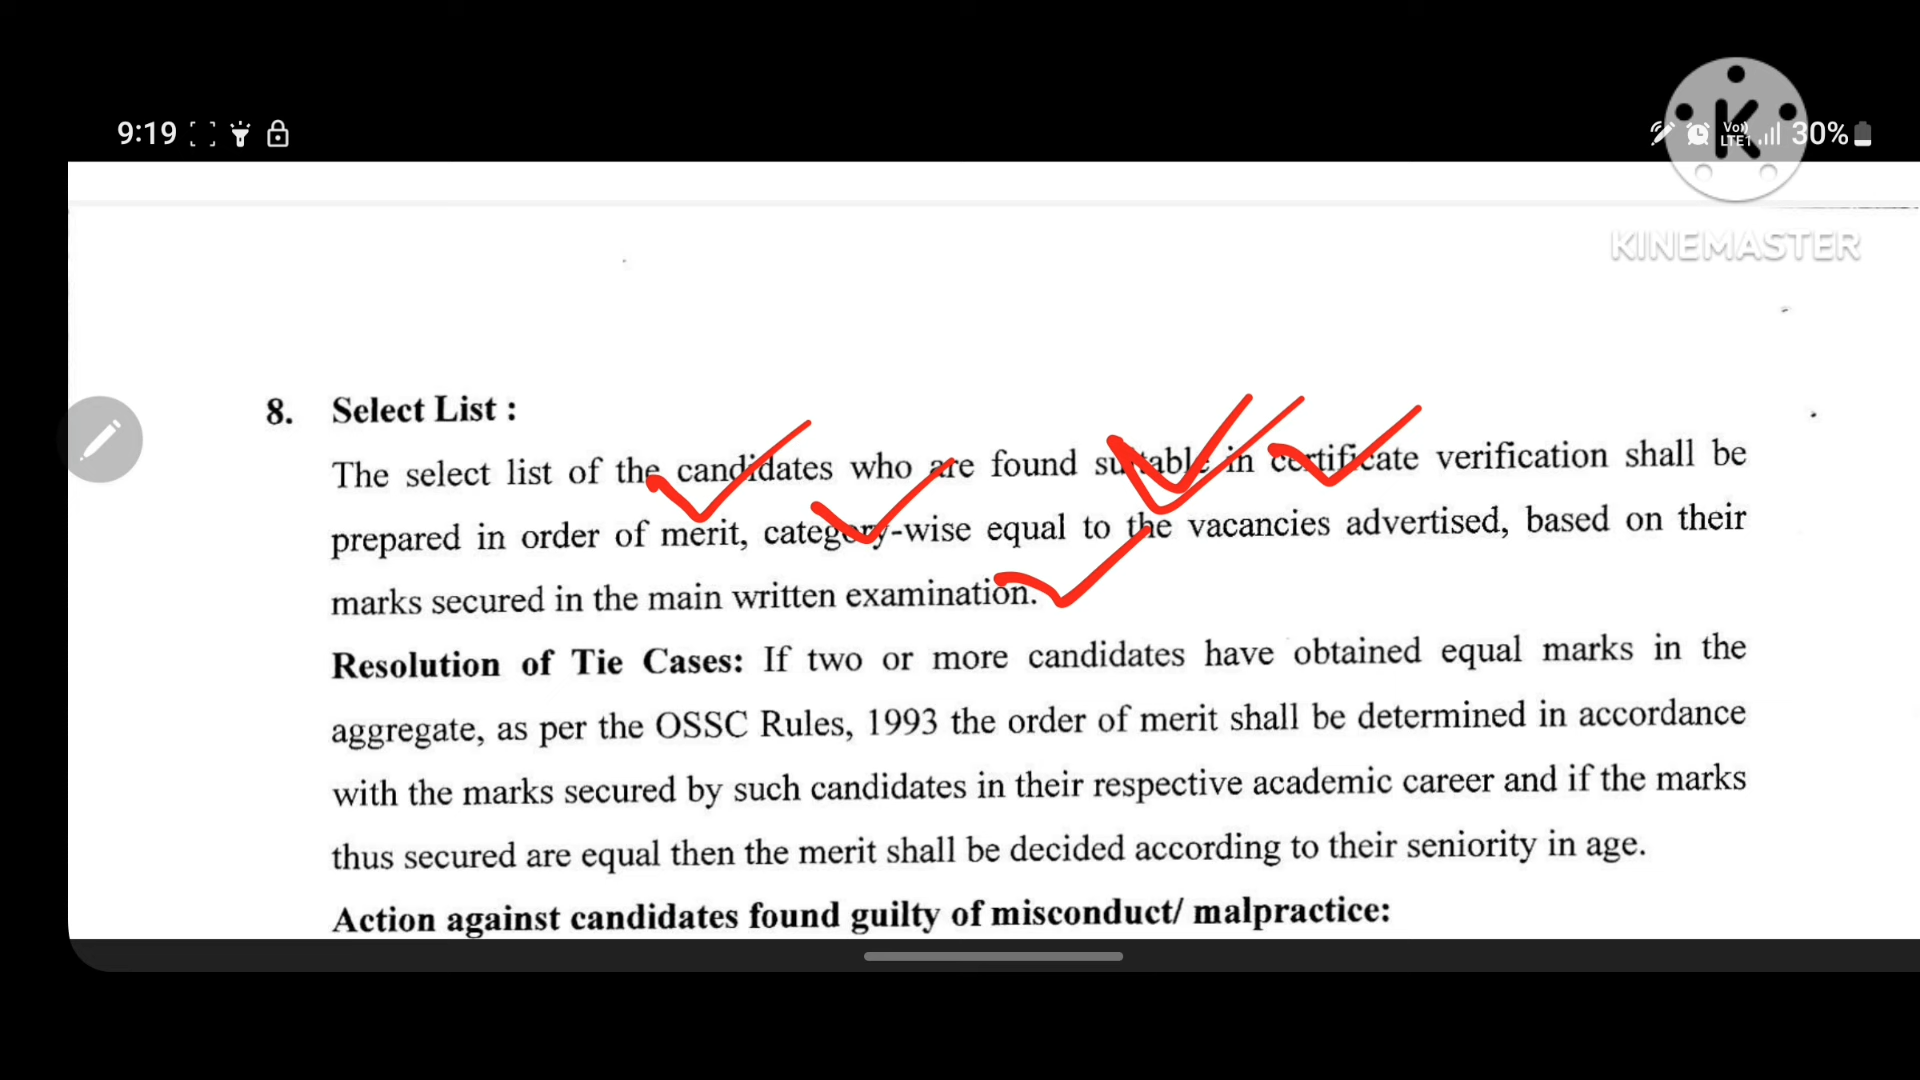 9:19
Vo)) LTE1 30%
K
KINEMASTER
8. Select List :
The select list of the candidates who are found suitable in certificate verification shall be
prepared in order of merit, category-wise equal to the vacancies advertised, based on their
marks secured in the main written examination.
Resolution of Tie Cases: If two or more candidates have obtained equal marks in the
aggregate, as per the OSSC Rules, 1993 the order of merit shall be determined in accordance
with the marks secured by such candidates in their respective academic career and if the marks
thus secured are equal then the merit shall be decided according to their seniority in age.
Action against candidates found guilty of misconduct/ malpractice: